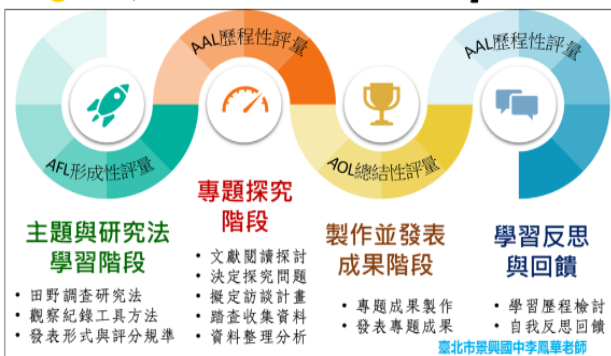 AAL歷程性評量
AAL歷程性評量
AFL形成性評量
AOL總結性評量
主題與研究法
學習階段
• 田野調查研究法
• 觀察紀錄工具方法
• 發表形式與評分規準
專題探究
階段
• 文獻閱讀探討
• 決定探究問題
• 擬定訪談計畫
• 踏查收集資料
• 資料整理分析
製作並發表
成果階段
• 專題成果製作
• 發表專題成果
學習反思
與回饋
• 學習歷程檢討
• 自我反思回饋
臺北市景興國中李鳳華老師